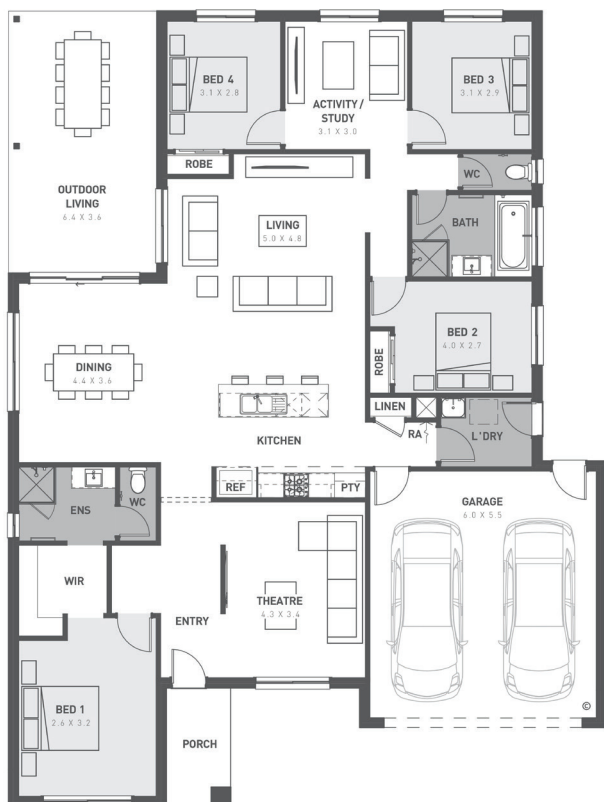 BED 4
3.1 X 2.8
ACTIVITY /
STUDY
3.1 X 3.0
BED 3
3.1 X 2.9
ROBE
WC
OUTDOOR
LIVING
6.4 X 3.6
LIVING
5.0 X 4.8
BATH
BED 2
4.0 X 2.7
ROBE
DINING
4.4 X 3.6
LINEN
RA
L'DRY
KITCHEN
REF
PTY
GARAGE
6.0 X 5.5
ENS
WC
WIR
THEATRE
4.3 X 3.4
ENTRY
BED 1
2.6 X 3.2
PORCH
©